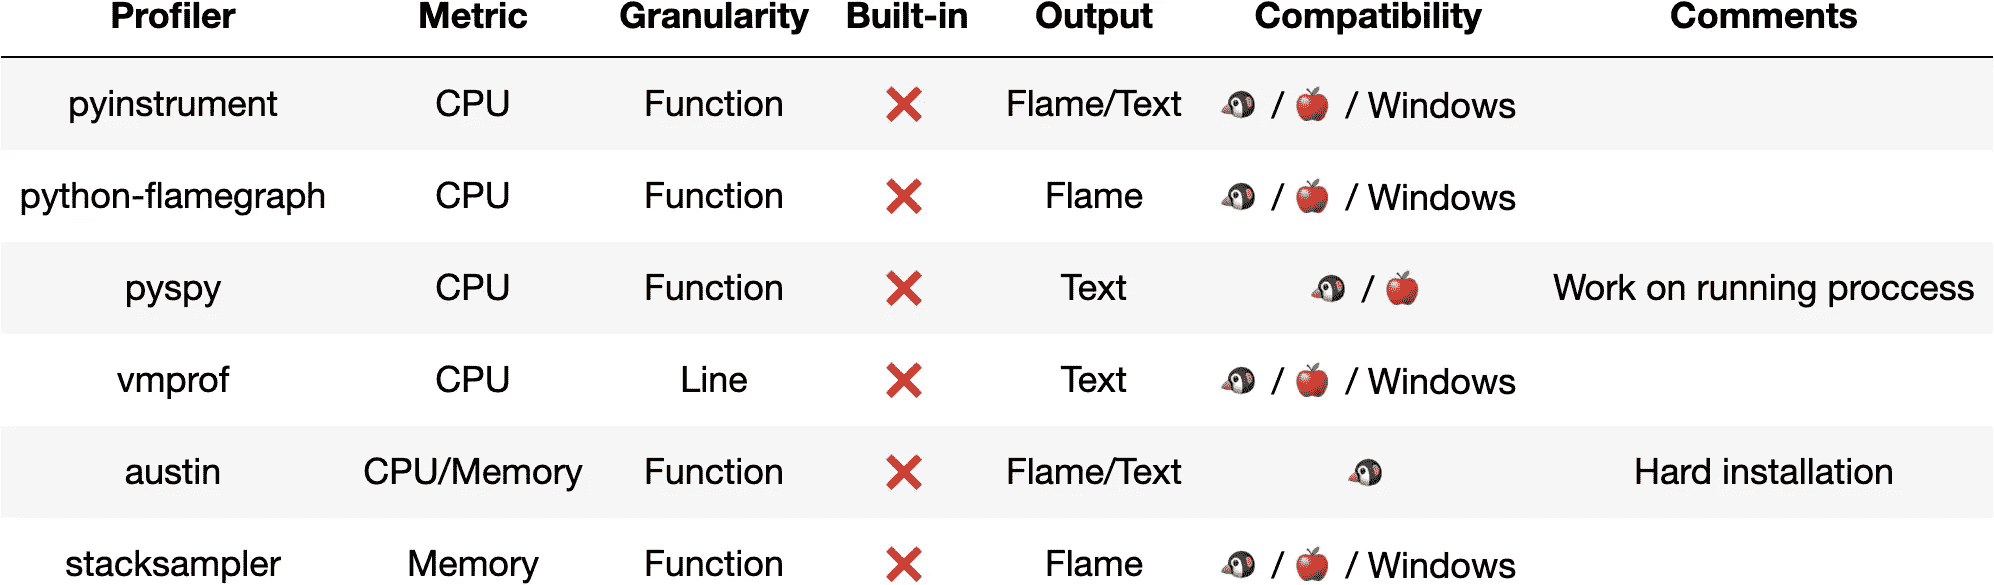 Profiler Metric Granularity Built-in Output Compatibility Comments
pyinstrument CPU Function ❌ Flame/Text 🐧 / 🍎 / Windows
python-flamegraph CPU Function ❌ Flame 🐧 / 🍎 / Windows
pyspy CPU Function ❌ Text 🐧 / 🍎 Work on running proccess
vmprof CPU Line ❌ Text 🐧 / 🍎 / Windows
austin CPU/Memory Function ❌ Flame/Text 🐧 Hard installation
stacksampler Memory Function ❌ Flame 🐧 / 🍎 / Windows